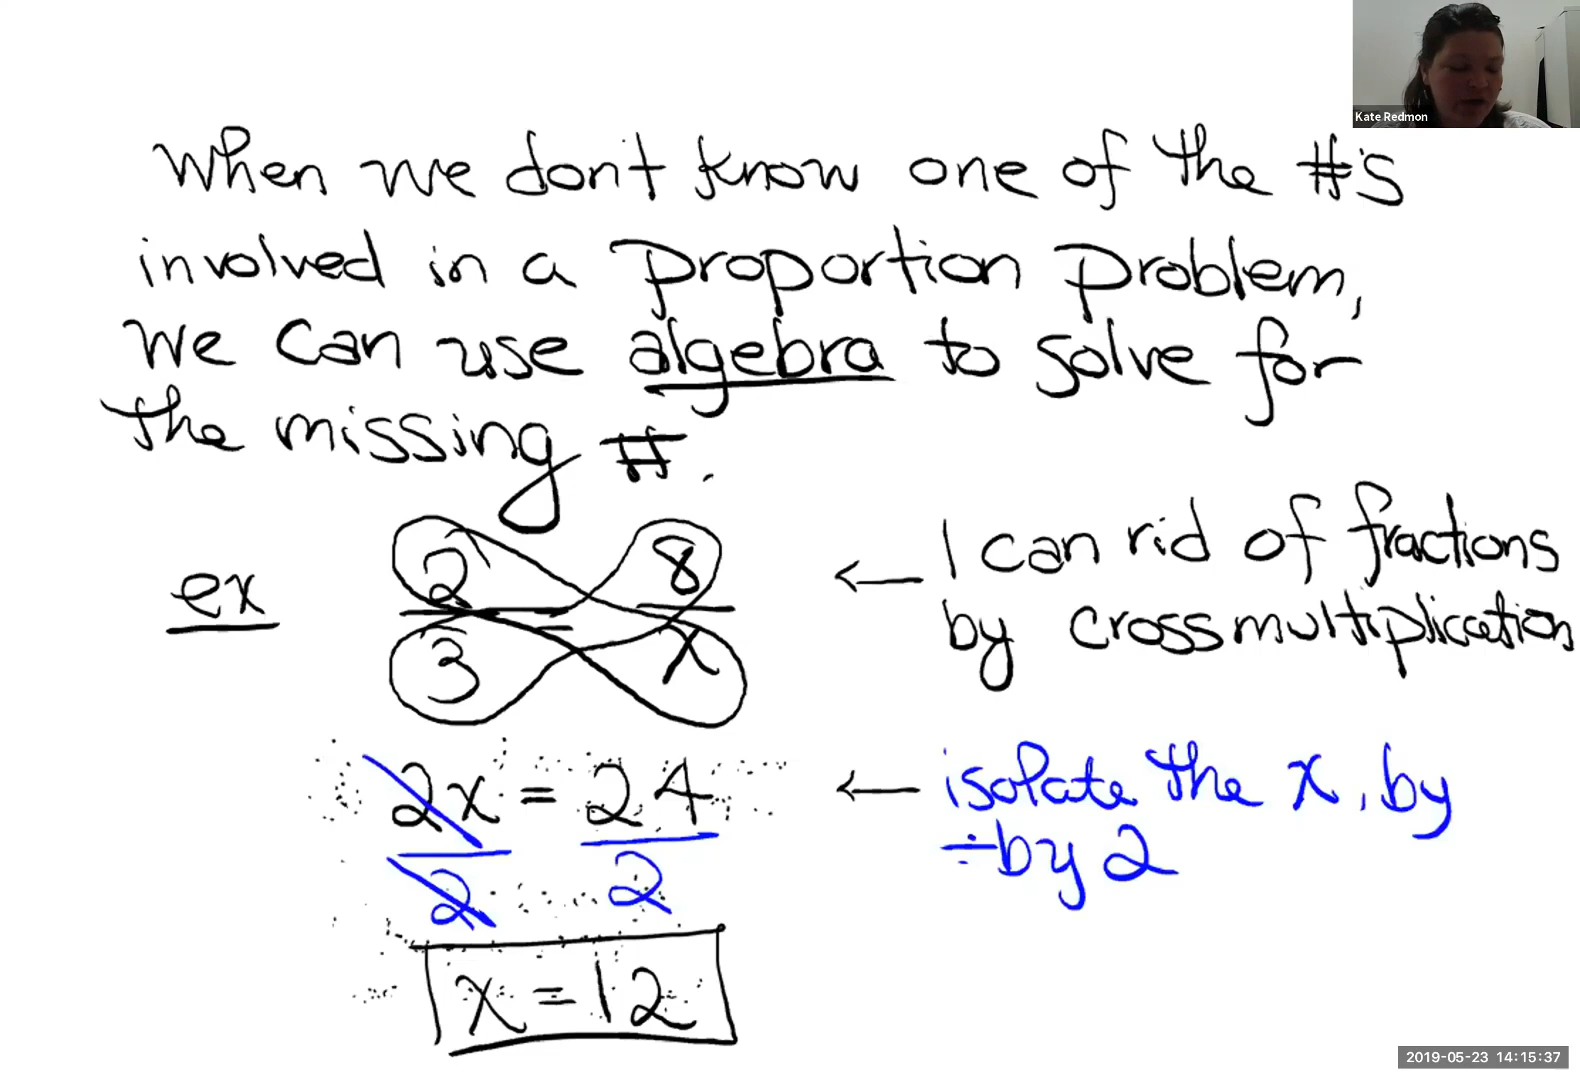 Kate Redmon
When we don't know one of the #'s
involved in a proportion problem,
we can use algebra to solve for
the missing #.
ex
2/3 = 8/x
← I can rid of fractions
by crossmultiplication
2x/2 = 24/2
← isolate the x, by
÷ by 2
x = 12
2019-05-23 14:15:37